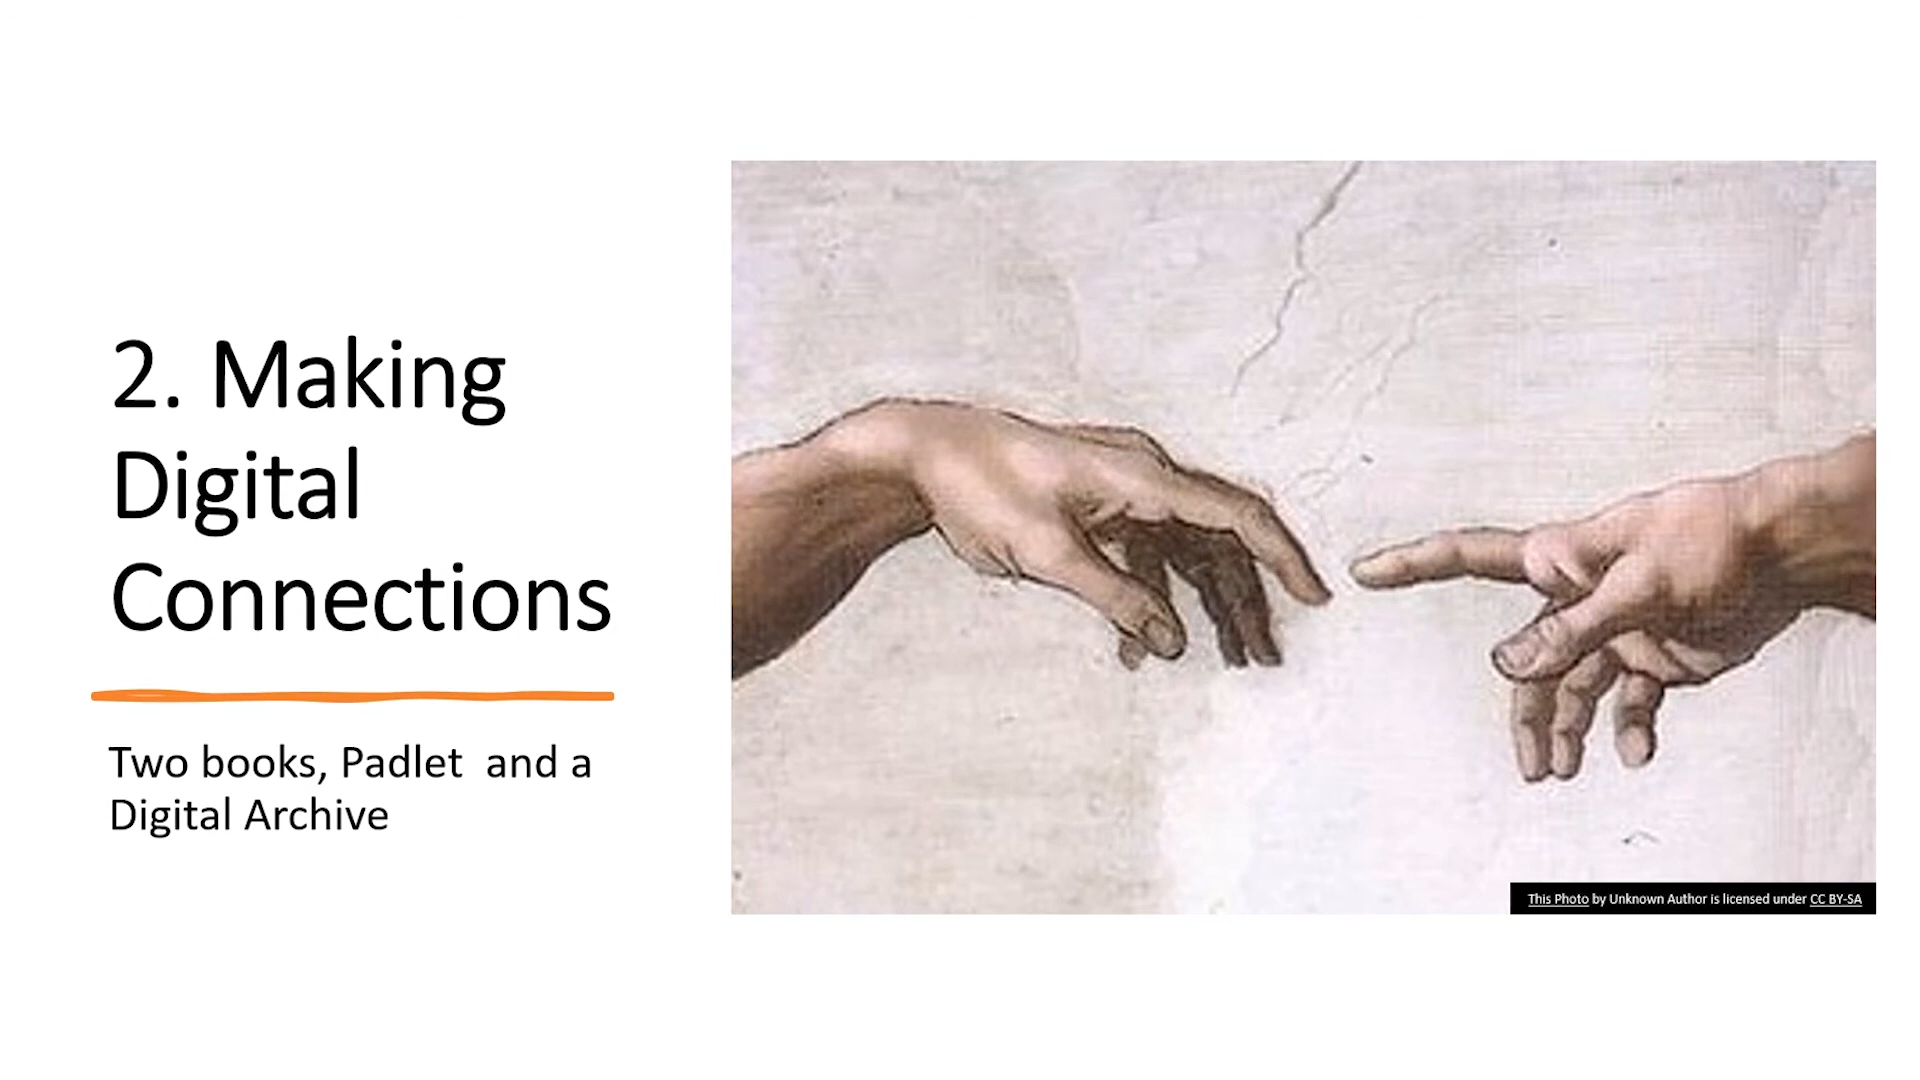 2. Making
Digital
Connections
Two books, Padlet  and a
Digital Archive
This Photo by Unknown Author is licensed under CC BY-SA